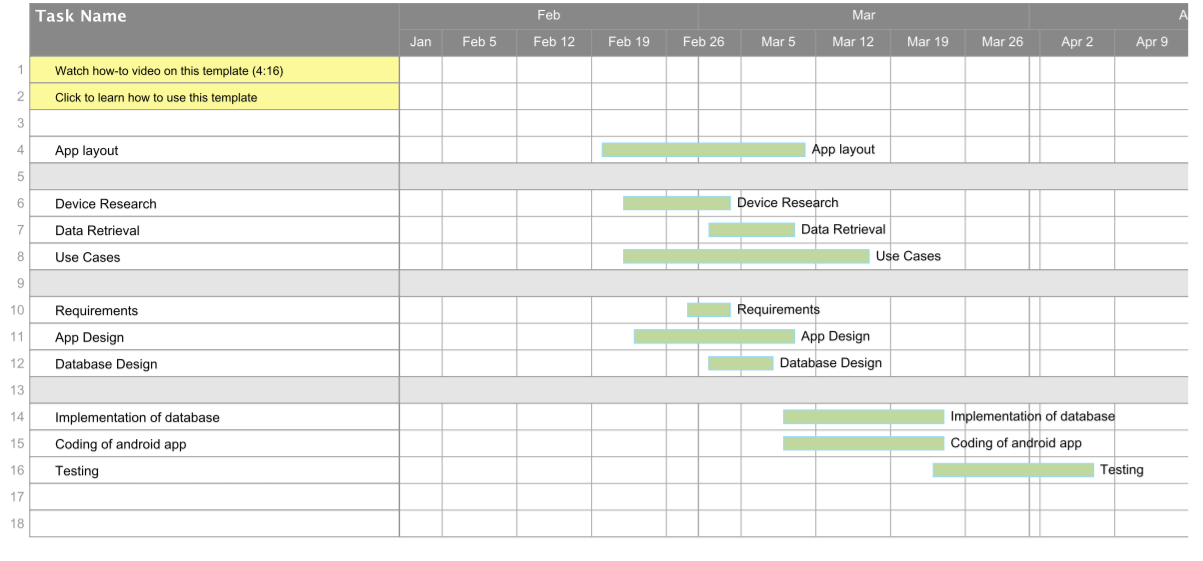 Task Name
Feb Mar A
Jan Feb 5 Feb 12 Feb 19 Feb 26 Mar 5 Mar 12 Mar 19 Mar 26 Apr 2 Apr 9
1 Watch how-to video on this template (4:16)
2 Click to learn how to use this template
3
4 App layout App layout
5
6 Device Research Device Research
7 Data Retrieval Data Retrieval
8 Use Cases Use Cases
9
10 Requirements Requirements
11 App Design App Design
12 Database Design Database Design
13
14 Implementation of database Implementation of database
15 Coding of android app Coding of android app
16 Testing Testing
17
18